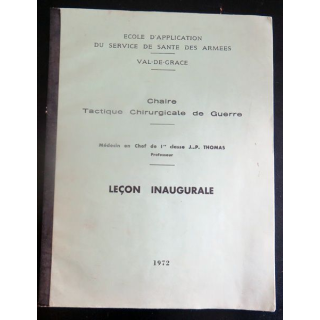 ECOLE D'APPLICATION
DU SERVICE DE SANTE DES ARMEES
VAL-DE-GRACE
Chaire
Tactique Chirurgicale de Guerre
Médecin en Chef de 1re classe J.-P. THOMAS
Professeur
LEÇON INAUGURALE
1972